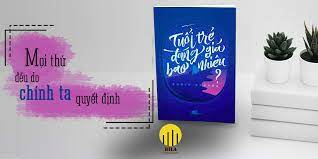 Mọi thứ
đều do
chính ta
quyết định
Tuổi trẻ
đáng giá
bao
nhiêu
?